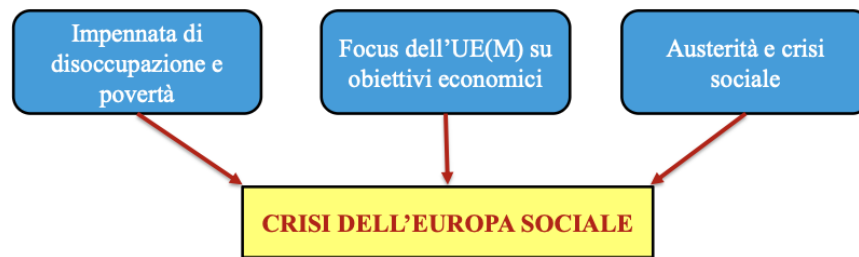 Impennata di
disoccupazione e
povertà
Focus dell'UE(M) su
obiettivi economici
Austerità e crisi
sociale
CRISI DELL'EUROPA SOCIALE